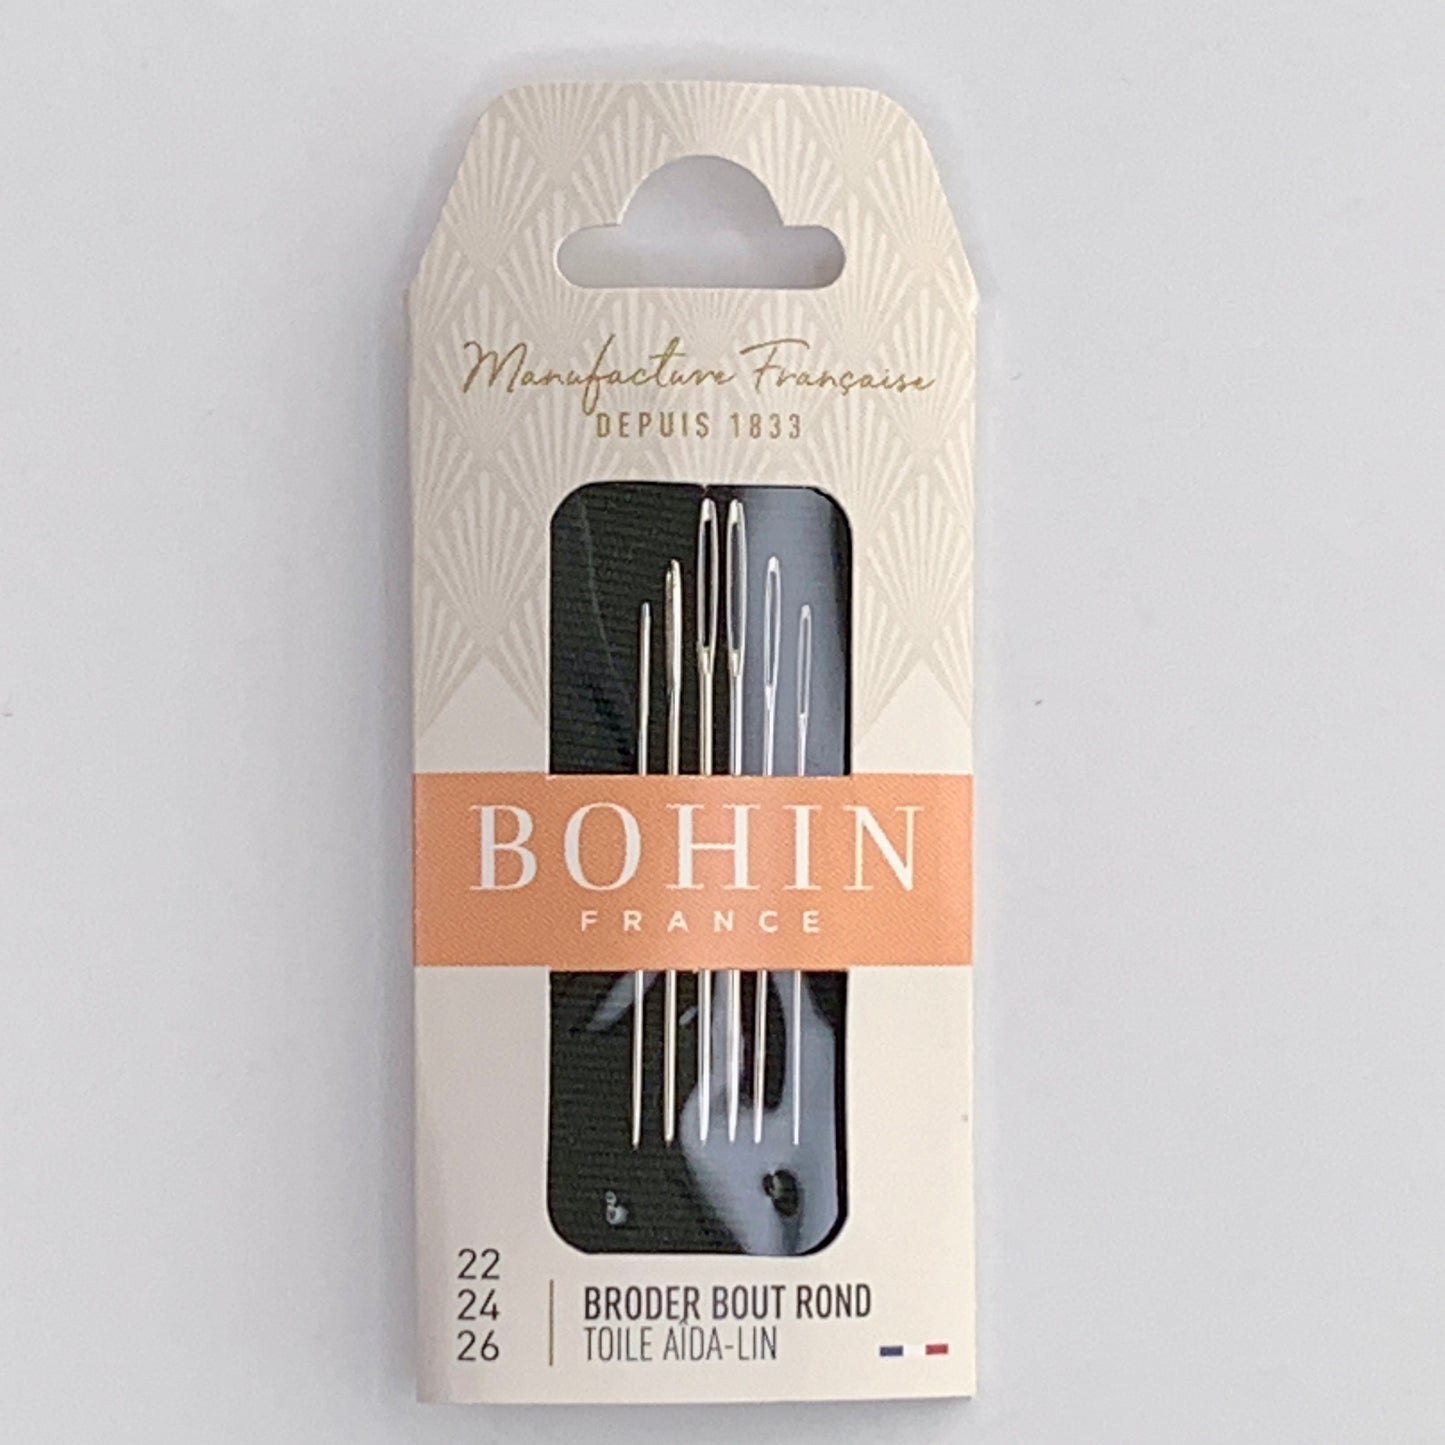 Manufacture Française
DEPUIS 1833
BOHIN
FRANCE
22
24
26
BRODER BOUT ROND
TOILE AÏDA-LIN